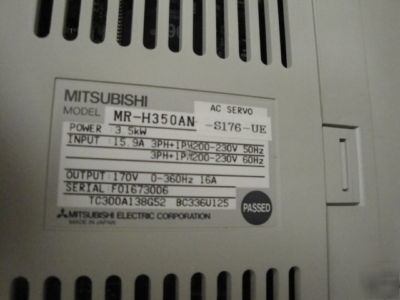 MITSUBISHI
AC SERVO
MODEL MR-H350AN -S176-UE
POWER 3.5kW
INPUT :15.9A 3PH+1PH200-230V 50Hz
3PH+1PH200-230V 60Hz
OUTPUT:170V 0-360Hz 16A
SERIAL:F01673006
TC300A138G52 BC336U125
PASSED
MITSUBISHI ELECTRIC CORPORATION
MADE IN JAPAN